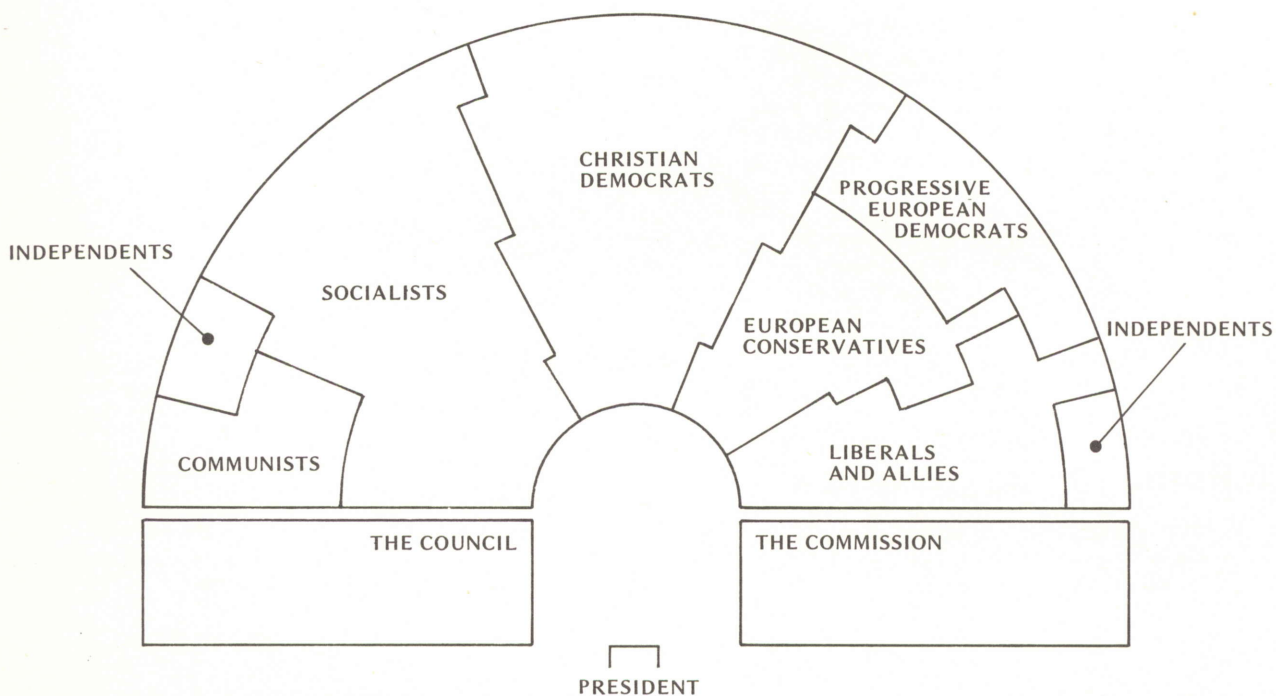 CHRISTIAN
DEMOCRATS
PROGRESSIVE
EUROPEAN
DEMOCRATS
INDEPENDENTS
SOCIALISTS
EUROPEAN
CONSERVATIVES
INDEPENDENTS
COMMUNISTS
LIBERALS
AND ALLIES
THE COUNCIL
THE COMMISSION
PRESIDENT